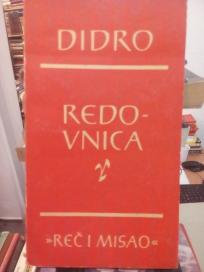 DIDRO
REDO-
VNICA
»REČ I MISAO«